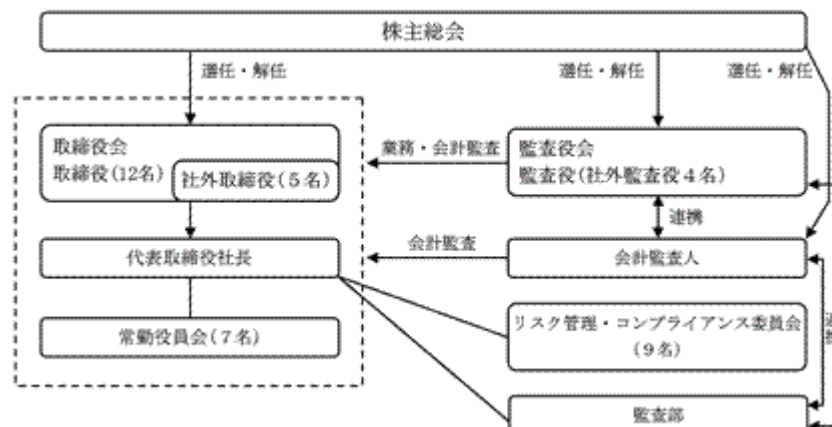 株主総会
選任・解任
選任・解任
選任・解任
取締役会
取締役(12名)
社外取締役(5名)
業務・会計監査
監査役会
監査役(社外監査役4名)
連携
代表取締役社長
会計監査
会計監査人
常勤役員会(7名)
リスク管理・コンプライアンス委員会
(9名)
連携
監査部